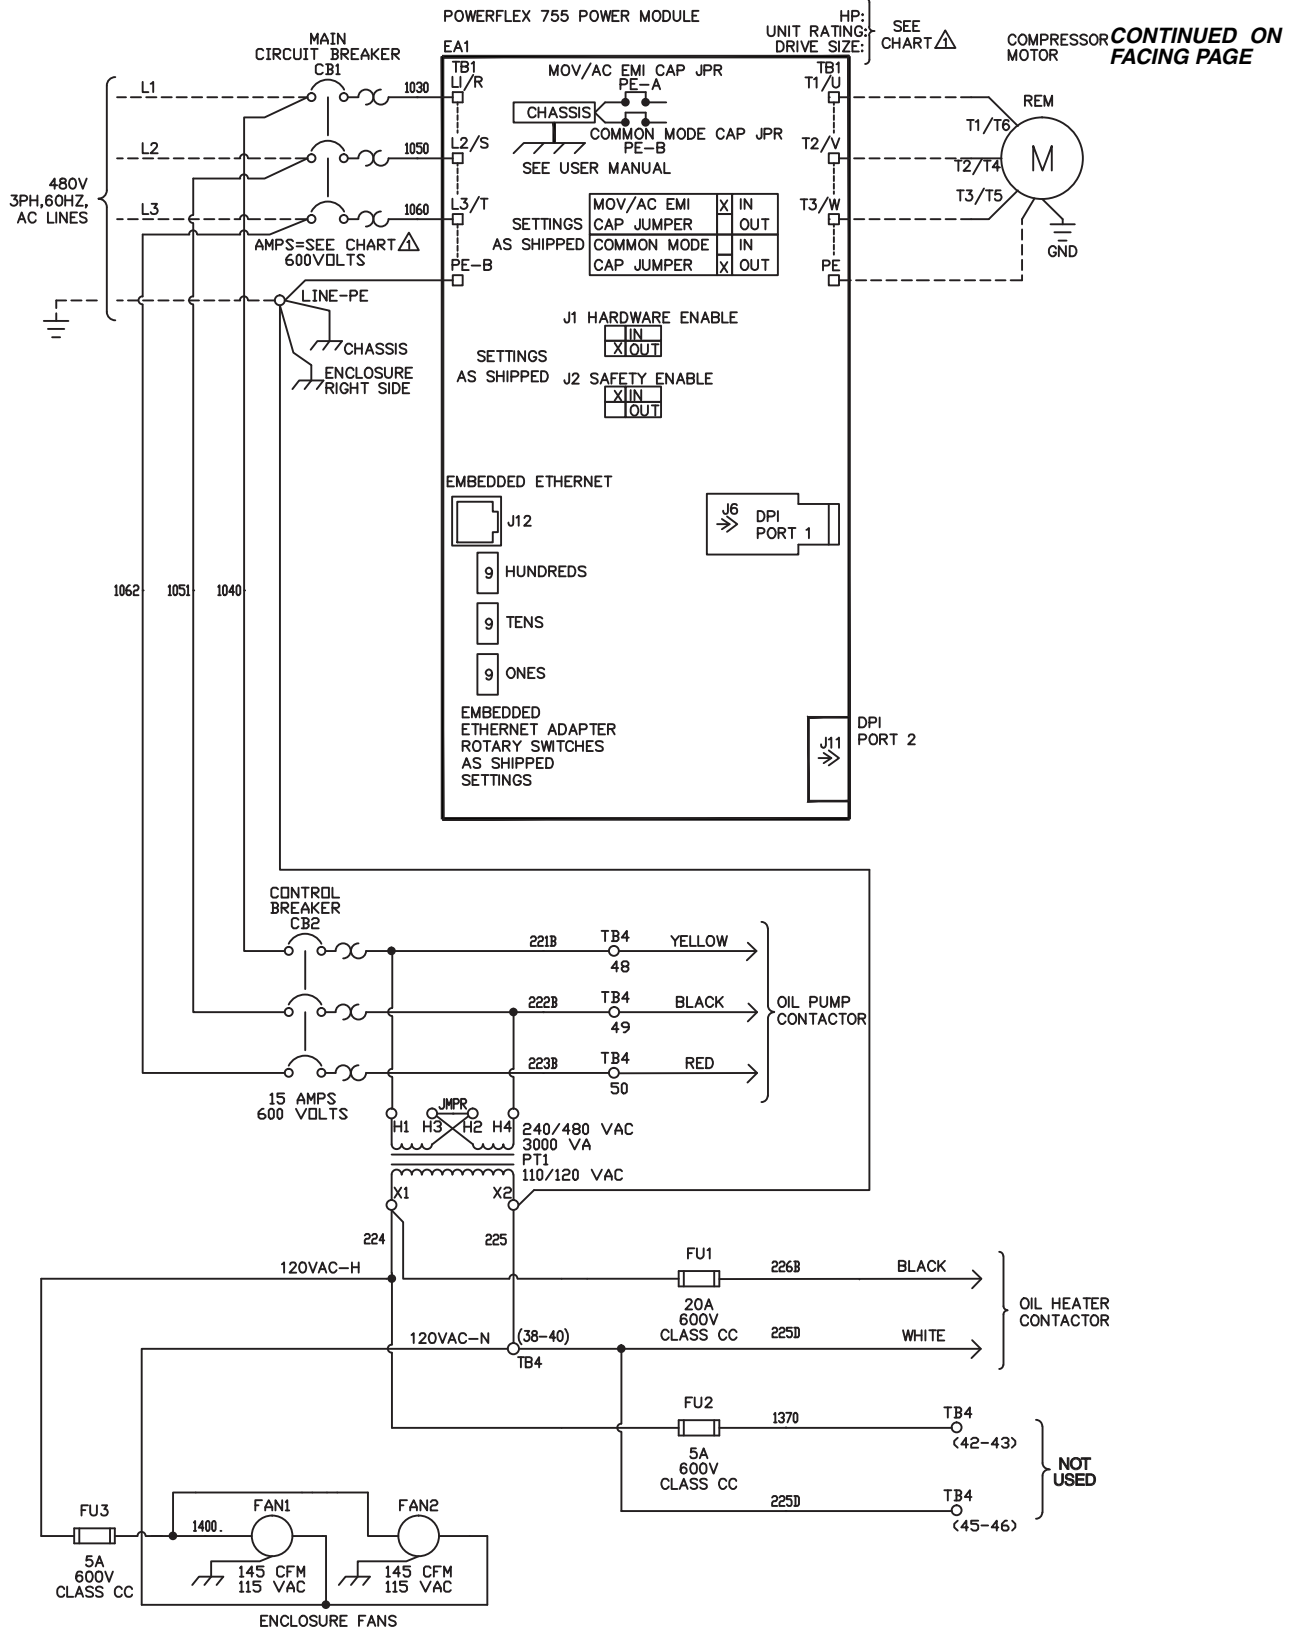 POWERFLEX 755 POWER MODULE
HP:
UNIT RATING:
DRIVE SIZE:
SEE
CHART 1
COMPRESSOR
MOTOR
CONTINUED ON
FACING PAGE
MAIN
CIRCUIT BREAKER
CB1
EA1
TB1
L1/R
MOV/AC EMI CAP JPR
PE-A
CHASSIS
COMMON MODE CAP JPR
PE-B
SEE USER MANUAL
TB1
T1/U
REM
T1/T6
M
T2/T4
T3/T5
GND
L1
1030
L2
1050
L2/S
T2/V
480V
3PH,60HZ,
AC LINES
L3
1060
L3/T
T3/W
AMPS=SEE CHART 1
600VOLTS
SETTINGS
AS SHIPPED
MOV/AC EMI X IN
CAP JUMPER OUT
COMMON MODE IN
CAP JUMPER X OUT
PE-B
PE
LINE-PE
CHASSIS
ENCLOSURE
RIGHT SIDE
J1 HARDWARE ENABLE
IN
X OUT
SETTINGS
AS SHIPPED
J2 SAFETY ENABLE
X IN
OUT
EMBEDDED ETHERNET
J12
J6
DPI
PORT 1
9 HUNDREDS
1062
1051
1040
9 TENS
9 ONES
EMBEDDED
ETHERNET ADAPTER
ROTARY SWITCHES
AS SHIPPED
SETTINGS
J11
DPI
PORT 2
CONTROL
BREAKER
CB2
221B
TB4
48
YELLOW
222B
TB4
49
BLACK
OIL PUMP
CONTACTOR
223B
TB4
50
RED
15 AMPS
600 VOLTS
JMPR
H1 H3 H2 H4
240/480 VAC
3000 VA
PT1
110/120 VAC
X1
X2
224
225
120VAC-H
FU1
226B
BLACK
20A
600V
CLASS CC
OIL HEATER
CONTACTOR
120VAC-N
(38-40)
TB4
225D
WHITE
FU2
1370
TB4
(42-43)
5A
600V
CLASS CC
NOT
USED
225D
TB4
(45-46)
FU3
1400.
FAN1
FAN2
5A
600V
CLASS CC
145 CFM
115 VAC
145 CFM
115 VAC
ENCLOSURE FANS